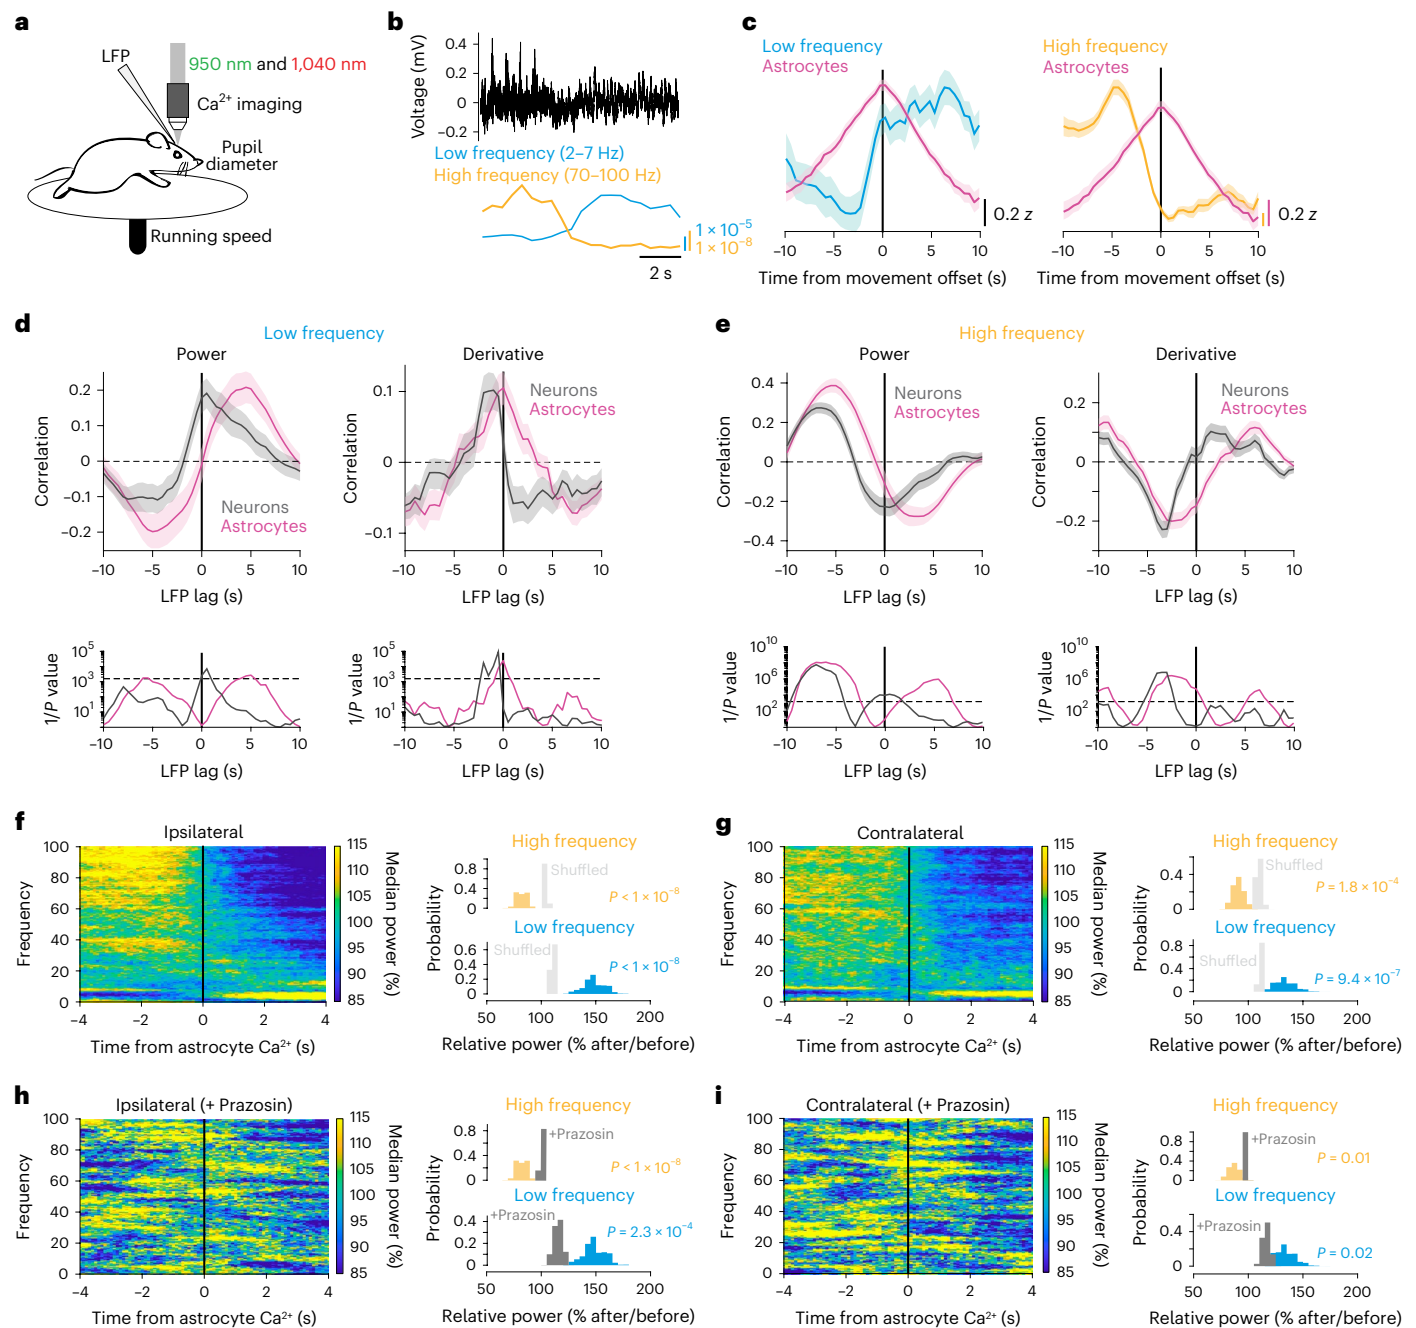 a
LFP
950 nm and 1,040 nm
Ca2+ imaging
Pupil
diameter
Running speed
b
Voltage (mV)
0.4
0.2
0
−0.2
Low frequency (2–7 Hz)
High frequency (70–100 Hz)
1 × 10−5
1 × 10−8
2 s
c
Low frequency
Astrocytes
0.2 z
−10 −5 0 5 10
Time from movement offset (s)
High frequency
Astrocytes
0.2 z
−10 −5 0 5 10
Time from movement offset (s)
d
Low frequency
Power
Correlation
0.2
0.1
0
−0.1
−0.2
Neurons
Astrocytes
−10 −5 0 5 10
LFP lag (s)
Derivative
Correlation
0.1
0
−0.1
Neurons
Astrocytes
−10 −5 0 5 10
LFP lag (s)
1/P value
105
103
101
−10 −5 0 5 10
LFP lag (s)
1/P value
105
103
101
−10 −5 0 5 10
LFP lag (s)
e
High frequency
Power
Correlation
0.4
0.2
0
−0.2
−0.4
Neurons
Astrocytes
−10 −5 0 5 10
LFP lag (s)
Derivative
Correlation
0.2
0
−0.2
Neurons
Astrocytes
−10 −5 0 5 10
LFP lag (s)
1/P value
1010
106
102
−10 −5 0 5 10
LFP lag (s)
1/P value
1010
106
102
−10 −5 0 5 10
LFP lag (s)
f
Ipsilateral
Frequency
100
80
60
40
20
0
−4 −2 0 2 4
Time from astrocyte Ca2+ (s)
115
110
105
100
95
90
85
Median power (%)
High frequency
Probability
0.8
0.4
0
Shuffled
P < 1 × 10−8
Low frequency
0.6
0.2
0
Shuffled
P < 1 × 10−8
50 100 150 200
Relative power (% after/before)
g
Contralateral
Frequency
100
80
60
40
20
0
−4 −2 0 2 4
Time from astrocyte Ca2+ (s)
115
110
105
100
95
90
85
Median power (%)
High frequency
Probability
0.4
0
Shuffled
P = 1.8 × 10−4
Low frequency
0.8
0.4
0
Shuffled
P = 9.4 × 10−7
50 100 150 200
Relative power (% after/before)
h
Ipsilateral (+ Prazosin)
Frequency
100
80
60
40
20
0
−4 −2 0 2 4
Time from astrocyte Ca2+ (s)
115
110
105
100
95
90
85
Median power (%)
High frequency
Probability
0.8
0.4
0
+Prazosin
P < 1 × 10−8
Low frequency
0.4
0.2
0
+Prazosin
P = 2.3 × 10−4
50 100 150 200
Relative power (% after/before)
i
Contralateral (+ Prazosin)
Frequency
100
80
60
40
20
0
−4 −2 0 2 4
Time from astrocyte Ca2+ (s)
115
110
105
100
95
90
85
Median power (%)
High frequency
Probability
0.8
0.4
0
+Prazosin
P = 0.01
Low frequency
0.4
0
+Prazosin
P = 0.02
50 100 150 200
Relative power (% after/before)